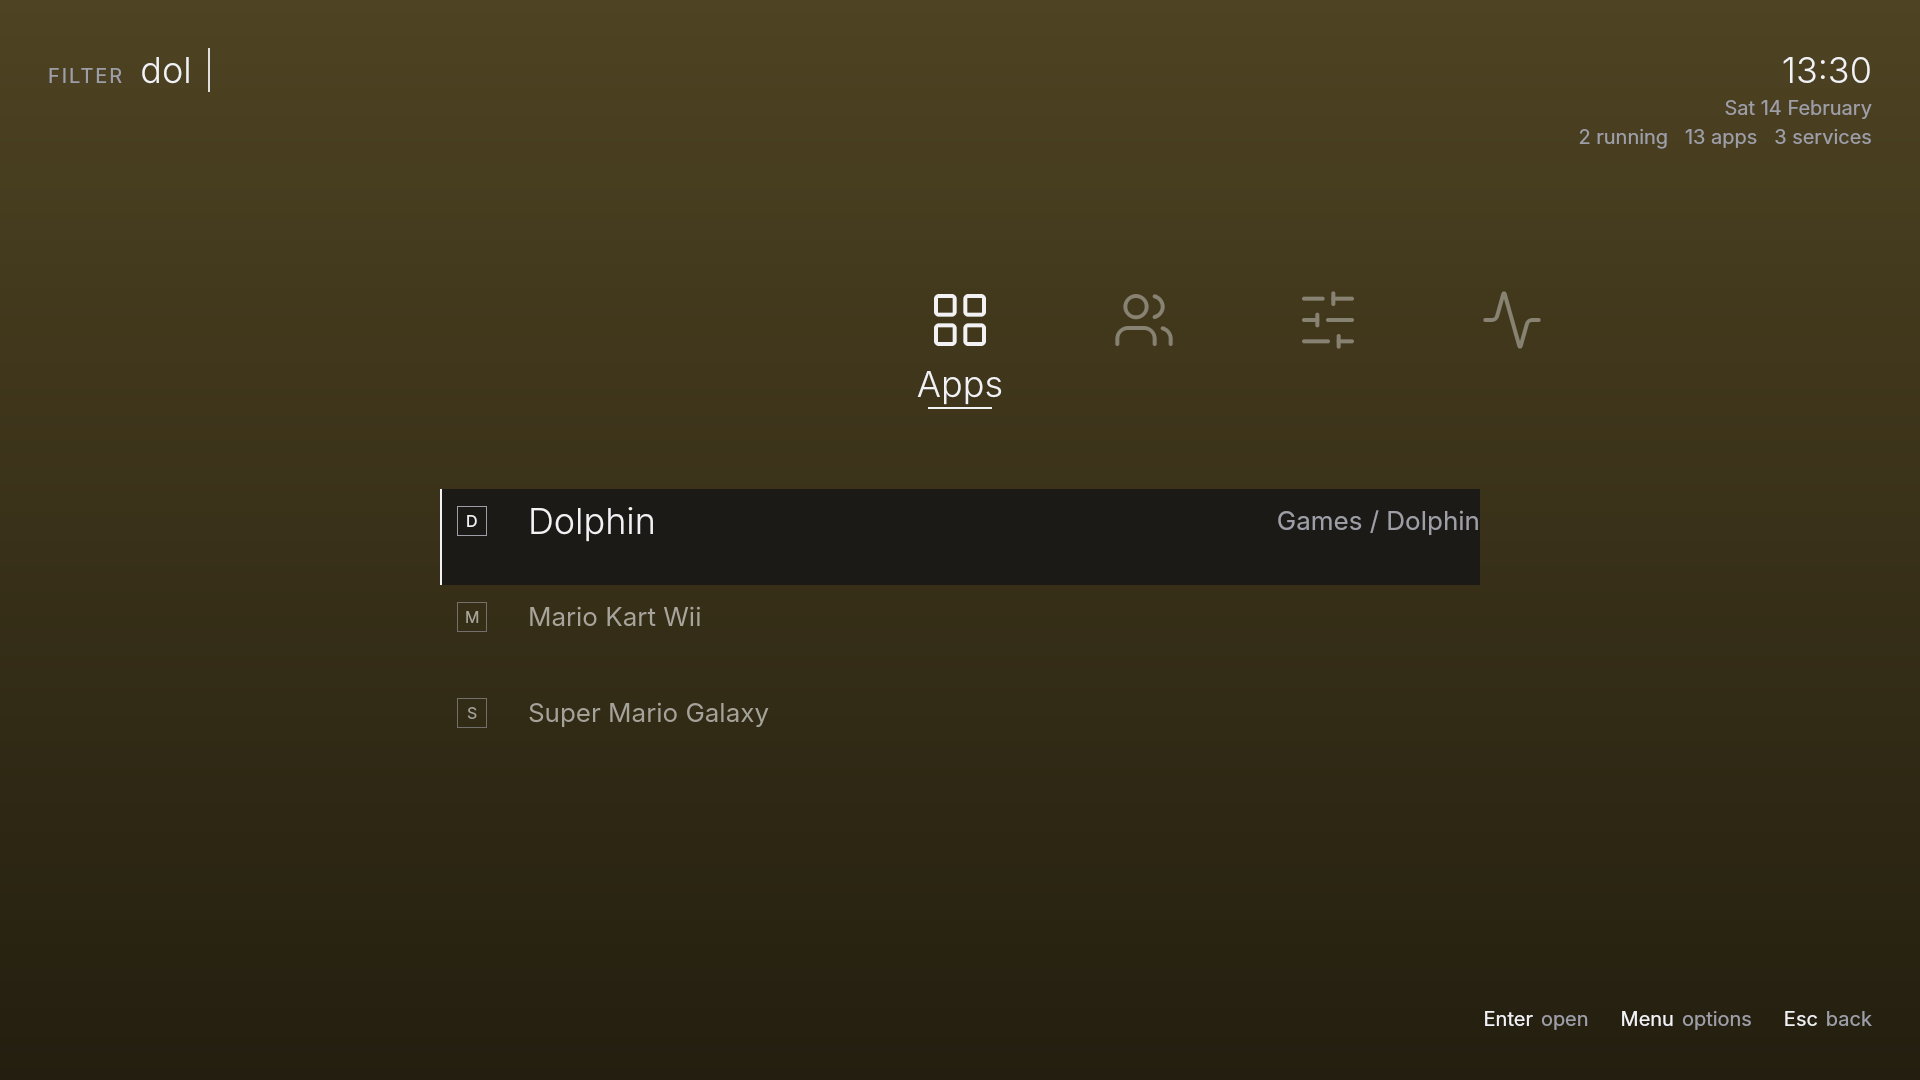 FILTER dol
13:30
Sat 14 February
2 running 13 apps 3 services
Apps
D Dolphin Games / Dolphin
M Mario Kart Wii
S Super Mario Galaxy
Enter open Menu options Esc back